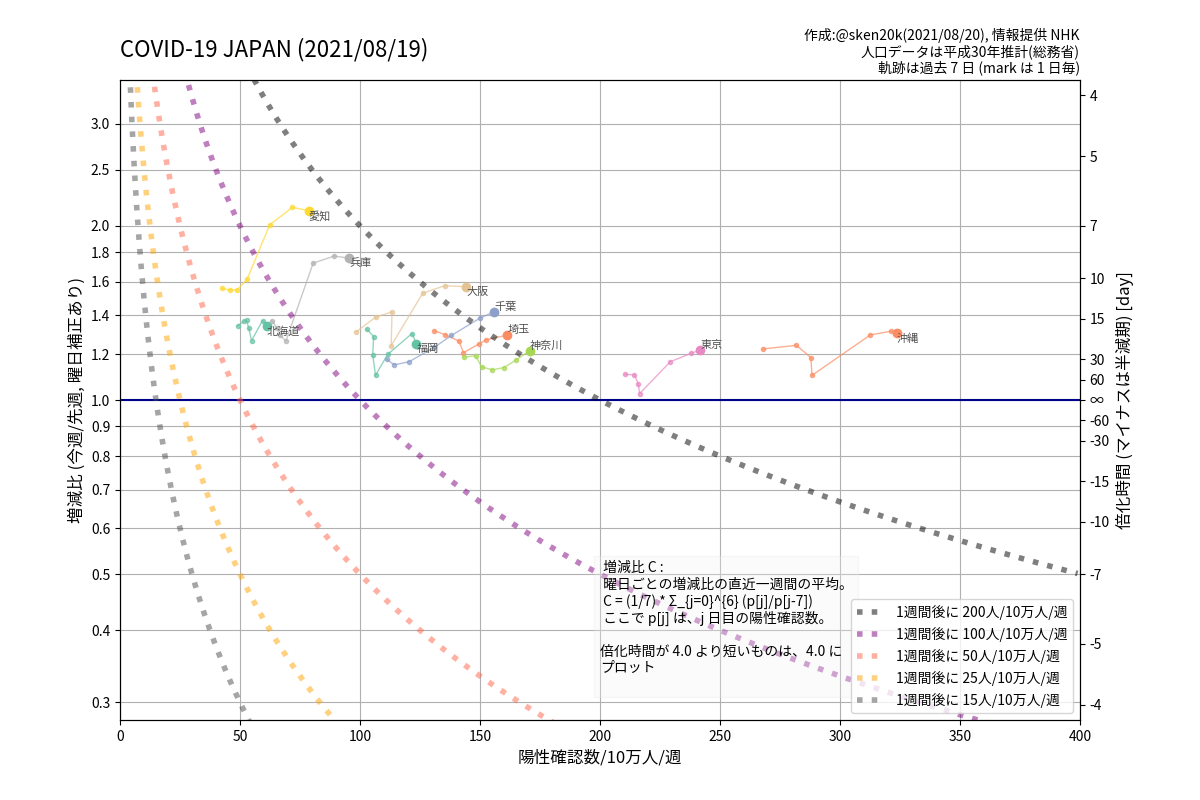 COVID-19 JAPAN (2021/08/19)
作成:@sken20k(2021/08/20), 情報提供 NHK
人口データは平成30年推計(総務省)
軌跡は過去 7 日 (mark は 1 日毎)
増減比 (今週/先週, 曜日補正あり)
3.0
2.5
2.0
1.8
1.6
1.4
1.2
1.0
0.9
0.8
0.7
0.6
0.5
0.4
0.3
愛知
兵庫
大阪
千葉
北海道
福岡
埼玉
神奈川
東京
沖縄
4
5
7
10
15
30
60
∞
-60
-30
-15
-10
-7
-5
-4
倍化時間 (マイナスは半減期) [day]
増減比 C :
曜日ごとの増減比の直近一週間の平均。
C = (1/7) * Σ_{j=0}^{6} (p[j]/p[j-7])
ここで p[j] は、j 日目の陽性確認数。
倍化時間が 4.0 より短いものは、4.0 に
プロット
1週間後に 200人/10万人/週
1週間後に 100人/10万人/週
1週間後に 50人/10万人/週
1週間後に 25人/10万人/週
1週間後に 15人/10万人/週
0 50 100 150 200 250 300 350 400
陽性確認数/10万人/週